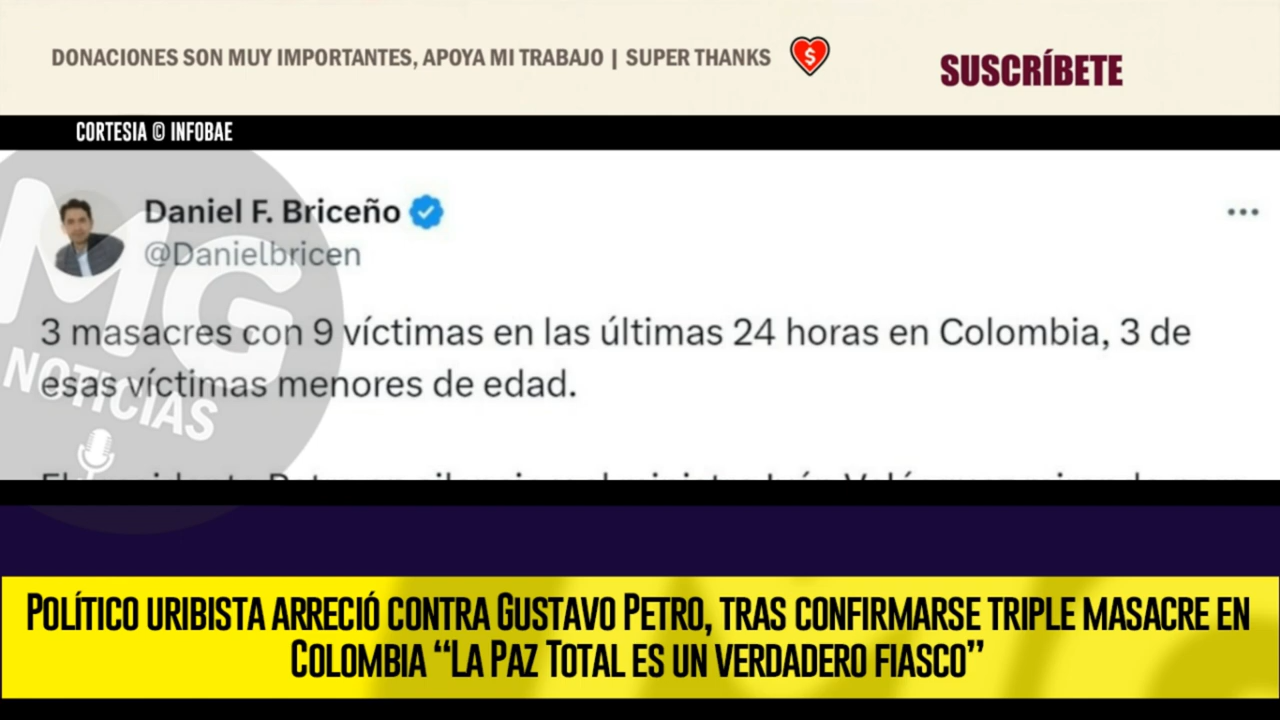 DONACIONES SON MUY IMPORTANTES, APOYA MI TRABAJO | SUPER THANKS $
SUSCRÍBETE
CORTESIA © INFOBAE
Daniel F. Briceño
@Danielbricen
3 masacres con 9 víctimas en las últimas 24 horas en Colombia, 3 de
esas víctimas menores de edad.
MG
NOTICIAS
POLÍTICO URIBISTA ARRECIÓ CONTRA GUSTAVO PETRO, TRAS CONFIRMARSE TRIPLE MASACRE EN
COLOMBIA “LA PAZ TOTAL ES UN VERDADERO FIASCO”